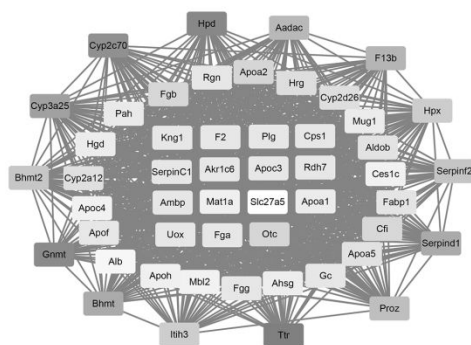 Hpd
Aadac
Cyp2c70
F13b
Rgn
Apoa2
Fgb
Hrg
Cyp3a25
Cyp2d26
Pah
Mug1
Hpx
Kng1
F2
Plg
Cps1
Hgd
Aldob
Bhmt2
Cyp2a12
SerpinC1
Akr1c6
Apoc3
Rdh7
Ces1c
Serpinf2
Apoc4
Ambp
Mat1a
Slc27a5
Apoa1
Fabp1
Apof
Uox
Fga
Otc
Cfi
Gnmt
Serpind1
Alb
Apoa5
Apoh
Mbl2
Fgg
Ahsg
Gc
Bhmt
Proz
Itih3
Ttr